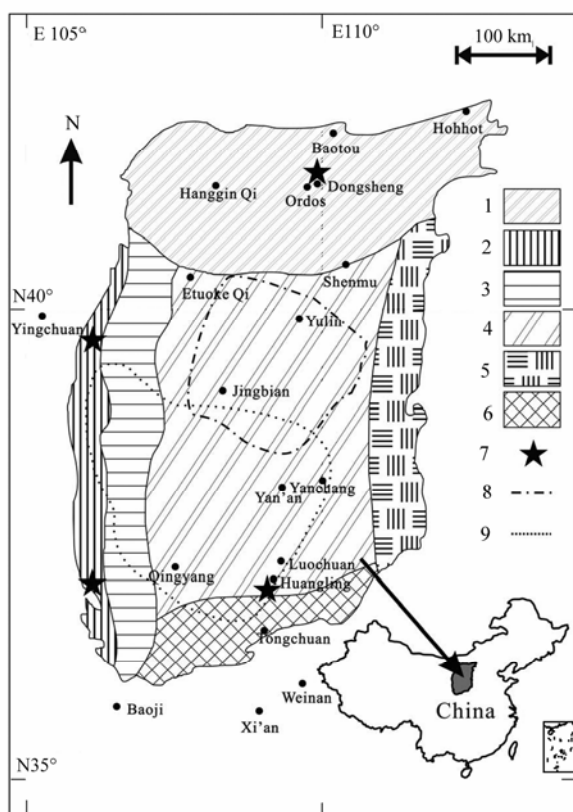 E 105°
E110°
100 km
N
Hohhot
Baotou
Hanggin Qi
Dongsheng
Ordos
1
2
3
4
5
6
7
8
9
Shenmu
Etuoke Qi
N40°
Yingchuan
Yulin
Jingbian
Yanchang
Yan'an
Luochuan
Qingyang
Huangling
Tongchuan
Weinan
Baoji
Xi'an
China
N35°